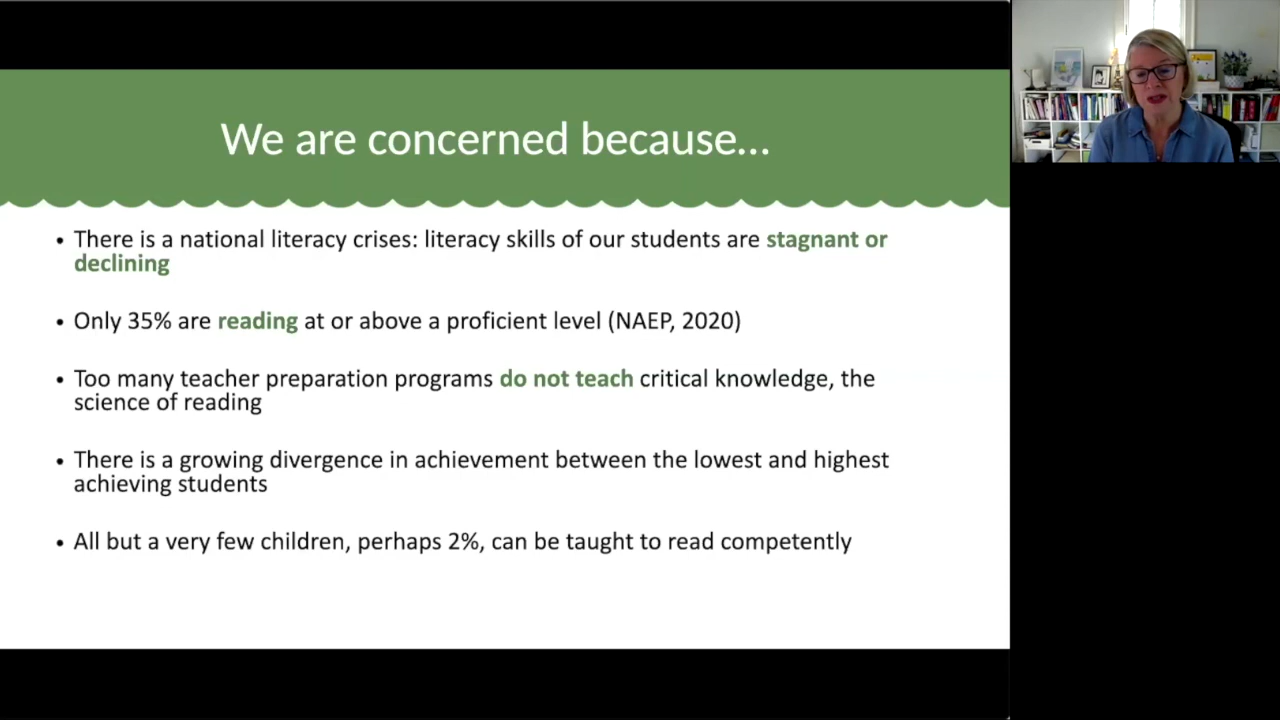 We are concerned because...
• There is a national literacy crises: literacy skills of our students are stagnant or
declining
• Only 35% are reading at or above a proficient level (NAEP, 2020)
• Too many teacher preparation programs do not teach critical knowledge, the
science of reading
• There is a growing divergence in achievement between the lowest and highest
achieving students
• All but a very few children, perhaps 2%, can be taught to read competently